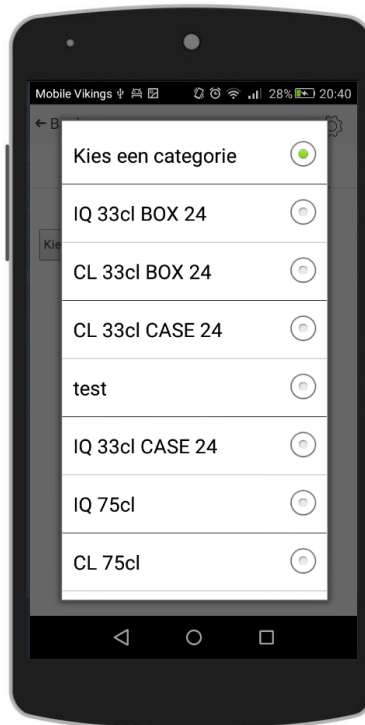 Mobile Vikings 28% 20:40
← B
Kies een categorie
IQ 33cl BOX 24
CL 33cl BOX 24
Kie
CL 33cl CASE 24
test
IQ 33cl CASE 24
IQ 75cl
CL 75cl